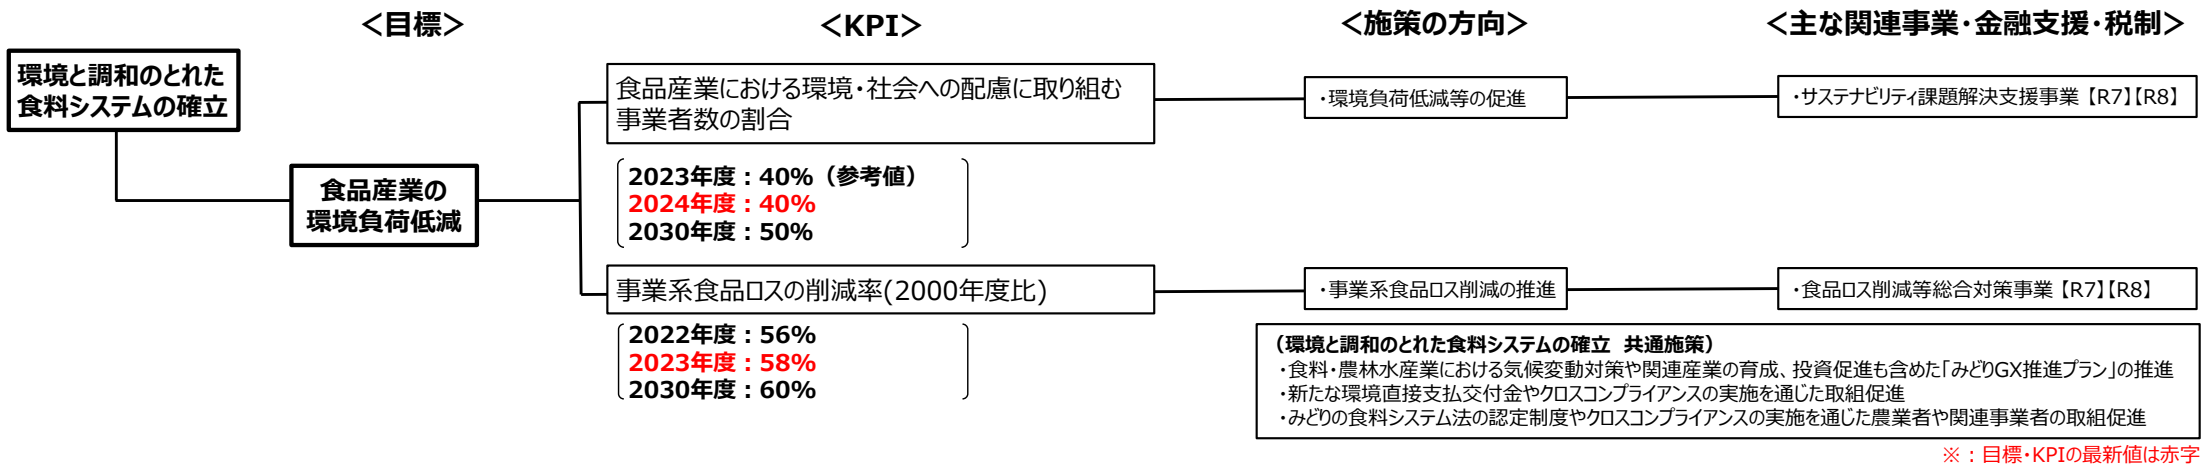 ＜目標＞
＜KPI＞
＜施策の方向＞
＜主な関連事業・金融支援・税制＞
環境と調和のとれた
食料システムの確立
食品産業の
環境負荷低減
食品産業における環境・社会への配慮に取り組む
事業者数の割合
2023年度：40%（参考値）
2024年度：40%
2030年度：50%
・環境負荷低減等の促進
・サステナビリティ課題解決支援事業【R7】【R8】
事業系食品ロスの削減率(2000年度比)
2022年度：56%
2023年度：58%
2030年度：60%
・事業系食品ロス削減の推進
・食品ロス削減等総合対策事業【R7】【R8】
（環境と調和のとれた食料システムの確立 共通施策）
・食料・農林水産業における気候変動対策や関連産業の育成、投資促進も含めた「みどりGX推進プラン」の推進
・新たな環境直接支払交付金やクロスコンプライアンスの実施を通じた取組促進
・みどりの食料システム法の認定制度やクロスコンプライアンスの実施を通じた農業者や関連事業者の取組促進
※：目標・KPIの最新値は赤字